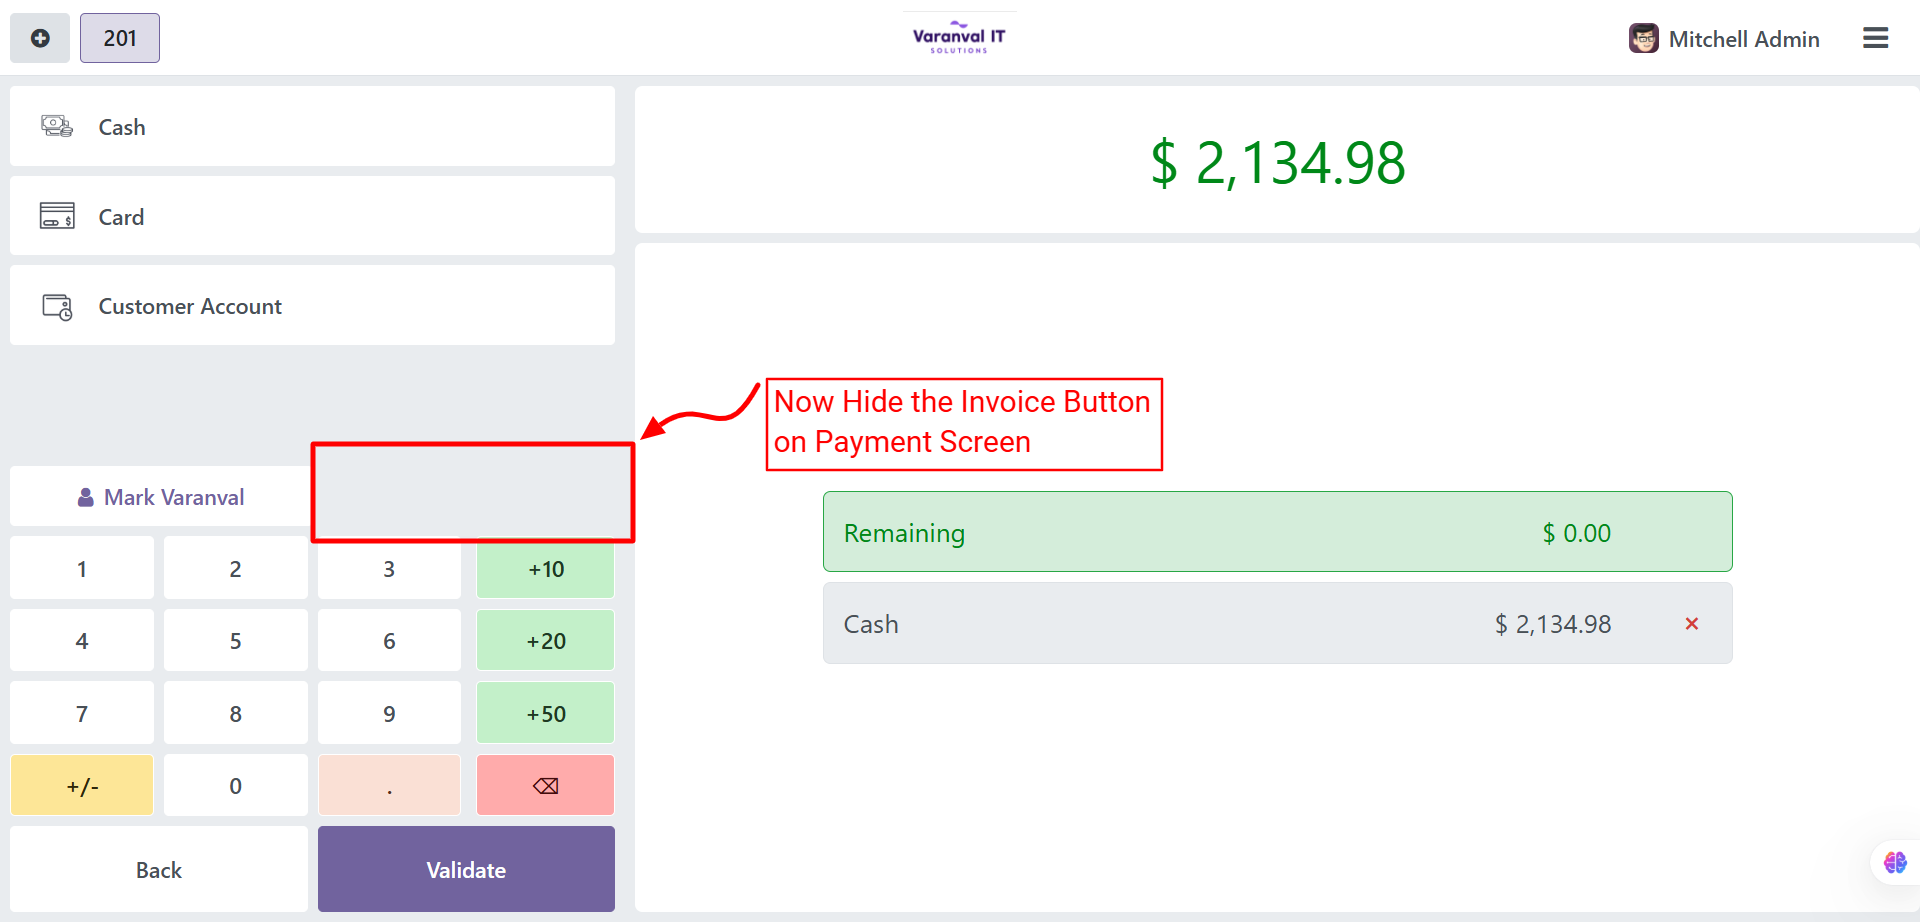 201
Varanval IT
SOLUTIONS
Mitchell Admin
Cash
Card
Customer Account
$ 2,134.98
Now Hide the Invoice Button
on Payment Screen
Mark Varanval
1 2 3 +10
4 5 6 +20
7 8 9 +50
+/- 0 .
Back
Validate
Remaining $ 0.00
Cash $ 2,134.98